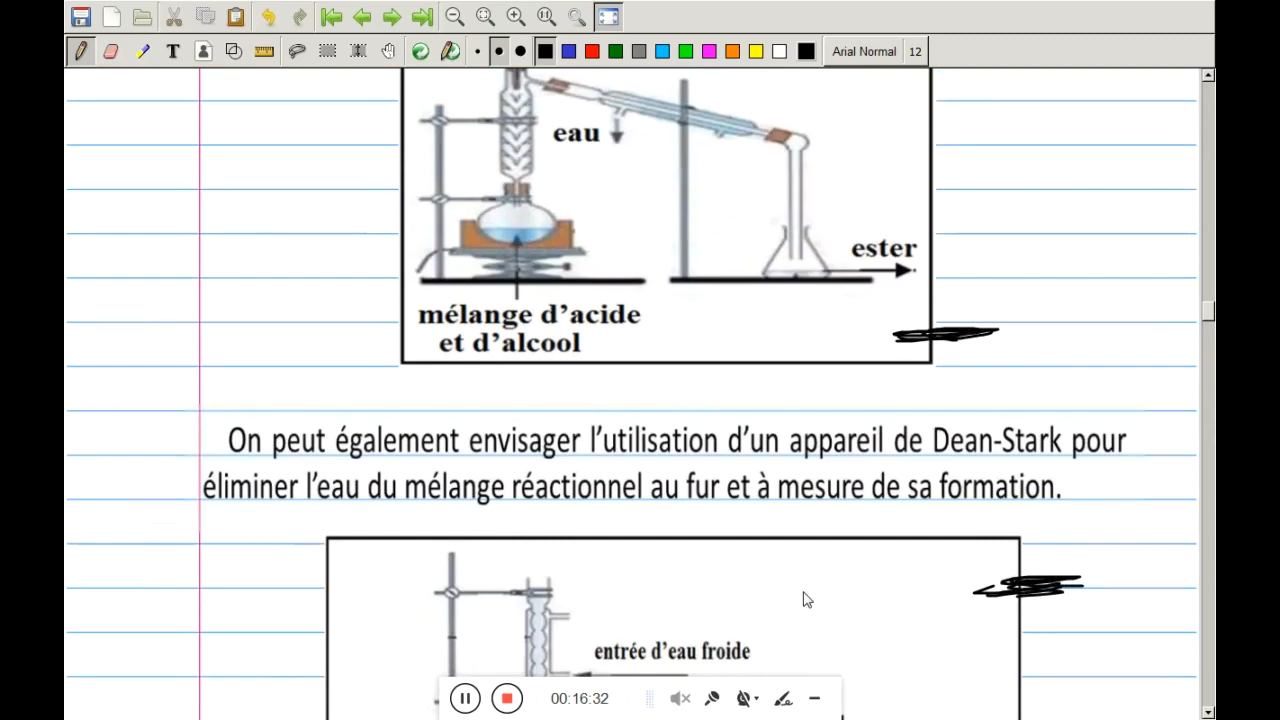 T
Arial Normal 12
eau
ester
mélange d'acide
et d'alcool
On peut également envisager l'utilisation d'un appareil de Dean-Stark pour
éliminer l'eau du mélange réactionnel au fur et à mesure de sa formation.
entrée d'eau froide
00:16:32